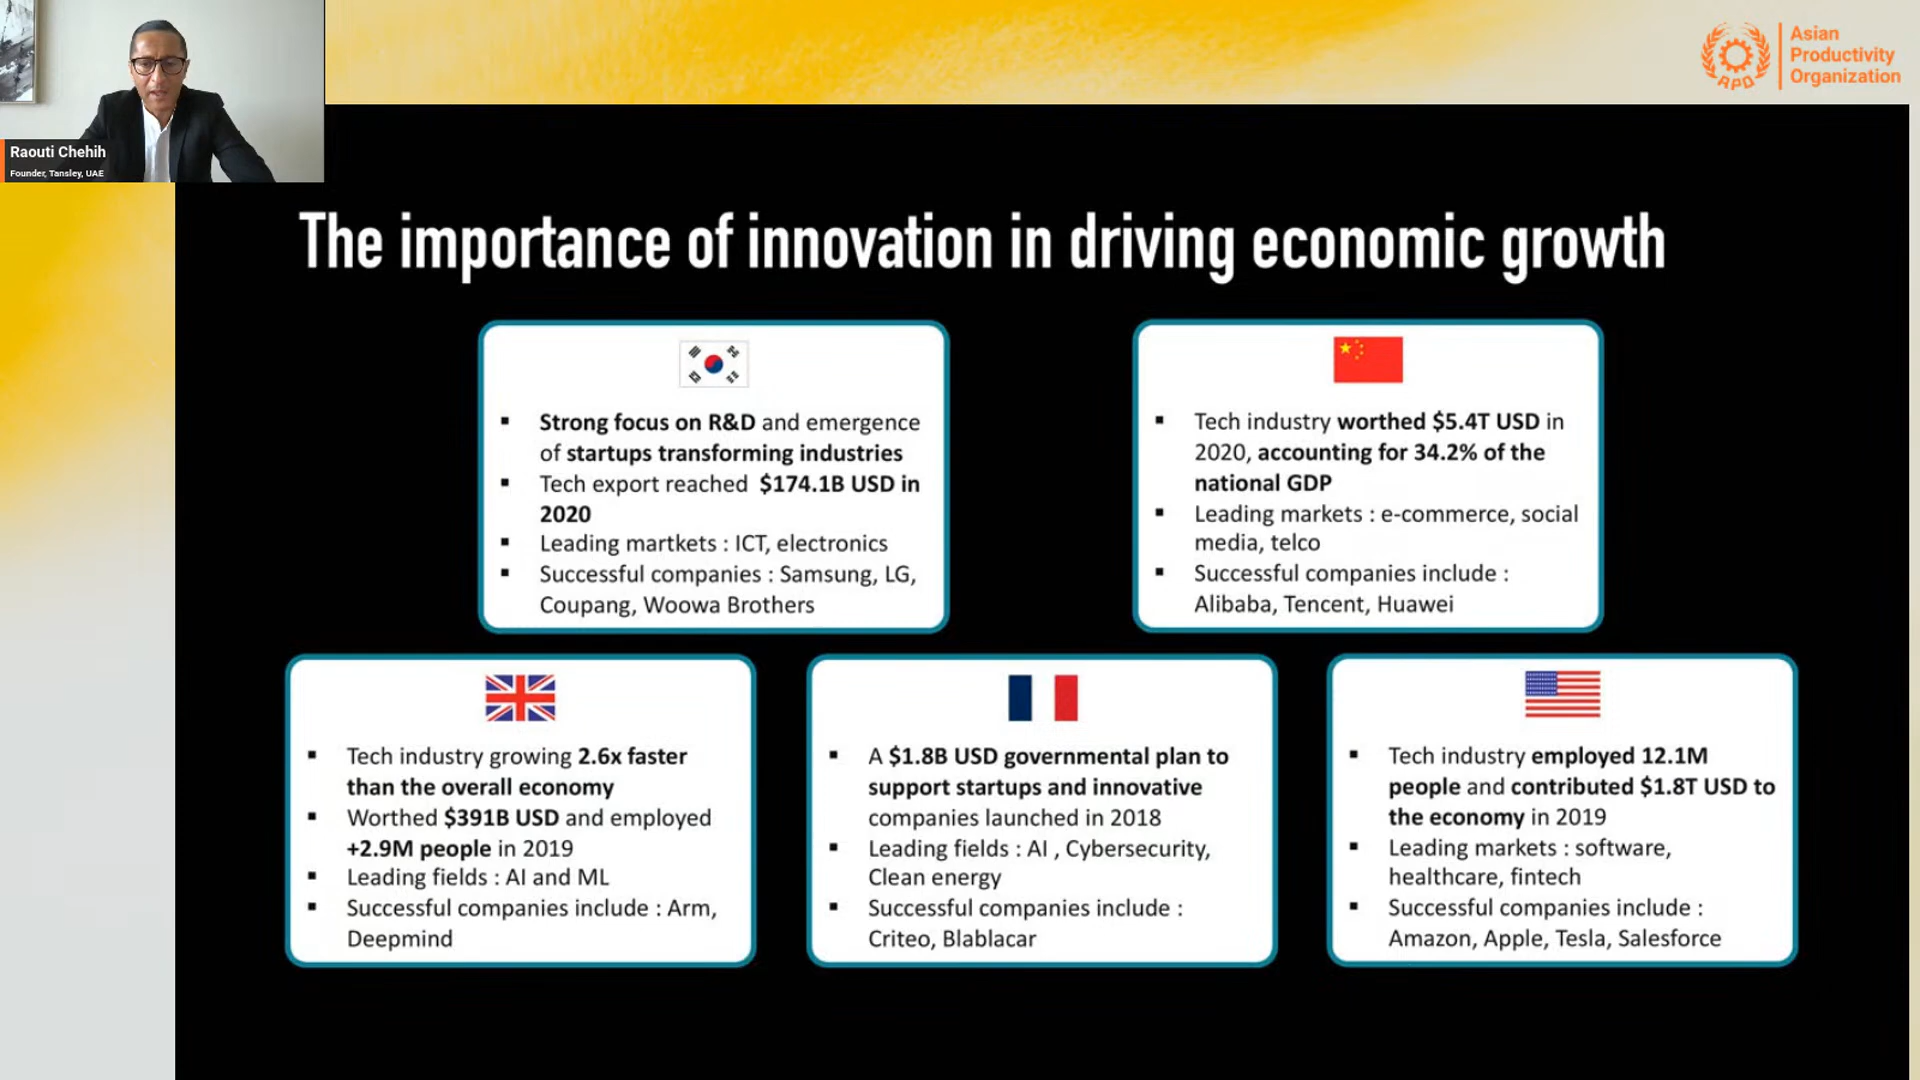 Raouti Chehih
Founder, Tansley, UAE
APO
Asian
Productivity
Organization
The importance of innovation in driving economic growth
▪ Strong focus on R&D and emergence
of startups transforming industries
▪ Tech export reached $174.1B USD in
2020
▪ Leading martkets : ICT, electronics
▪ Successful companies : Samsung, LG,
Coupang, Woowa Brothers
▪ Tech industry worthed $5.4T USD in
2020, accounting for 34.2% of the
national GDP
▪ Leading markets : e-commerce, social
media, telco
▪ Successful companies include :
Alibaba, Tencent, Huawei
▪ Tech industry growing 2.6x faster
than the overall economy
▪ Worthed $391B USD and employed
+2.9M people in 2019
▪ Leading fields : AI and ML
▪ Successful companies include : Arm,
Deepmind
▪ A $1.8B USD governmental plan to
support startups and innovative
companies launched in 2018
▪ Leading fields : AI , Cybersecurity,
Clean energy
▪ Successful companies include :
Criteo, Blablacar
▪ Tech industry employed 12.1M
people and contributed $1.8T USD to
the economy in 2019
▪ Leading markets : software,
healthcare, fintech
▪ Successful companies include :
Amazon, Apple, Tesla, Salesforce